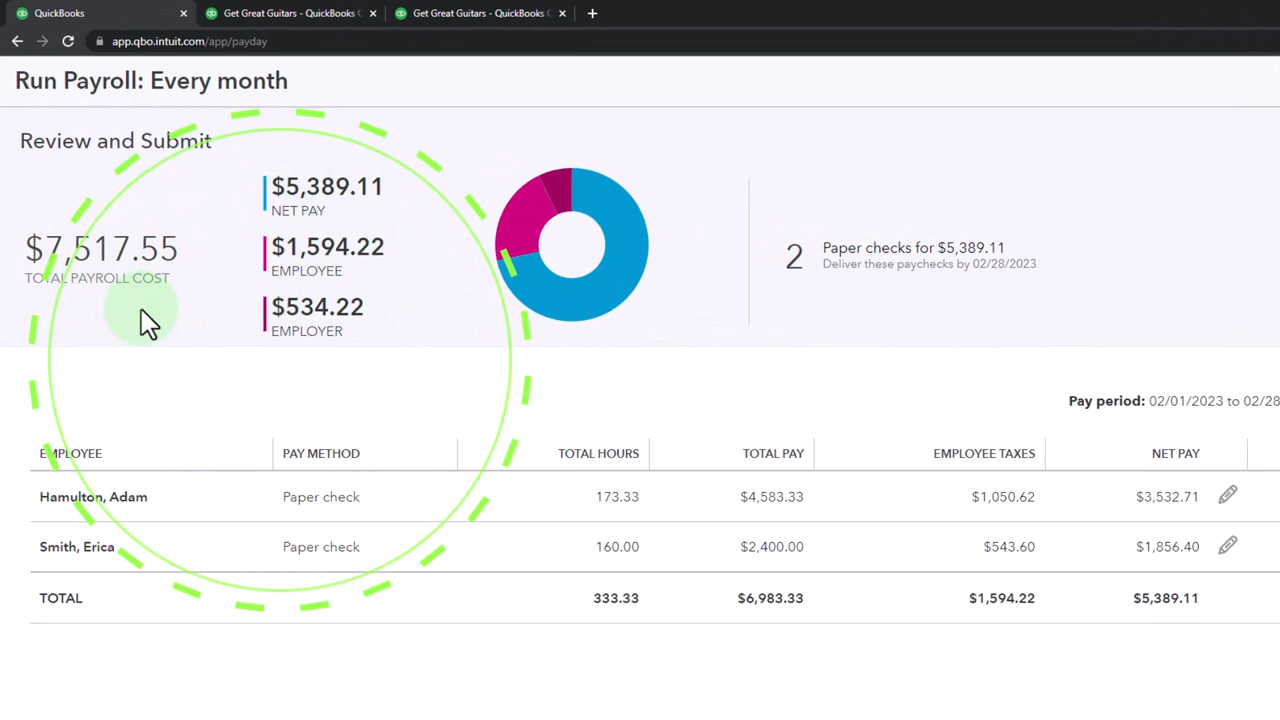 QuickBooks
Get Great Guitars - QuickBooks
Get Great Guitars - QuickBooks
app.qbo.intuit.com/app/payday
Run Payroll: Every month
Review and Submit
$7,517.55
TOTAL PAYROLL COST
$5,389.11
NET PAY
$1,594.22
EMPLOYEE
$534.22
EMPLOYER
2
Paper checks for $5,389.11
Deliver these paychecks by 02/28/2023
Pay period: 02/01/2023 to 02/28
EMPLOYEE PAY METHOD TOTAL HOURS TOTAL PAY EMPLOYEE TAXES NET PAY
Hamulton, Adam Paper check 173.33 $4,583.33 $1,050.62 $3,532.71
Smith, Erica Paper check 160.00 $2,400.00 $543.60 $1,856.40
TOTAL 333.33 $6,983.33 $1,594.22 $5,389.11